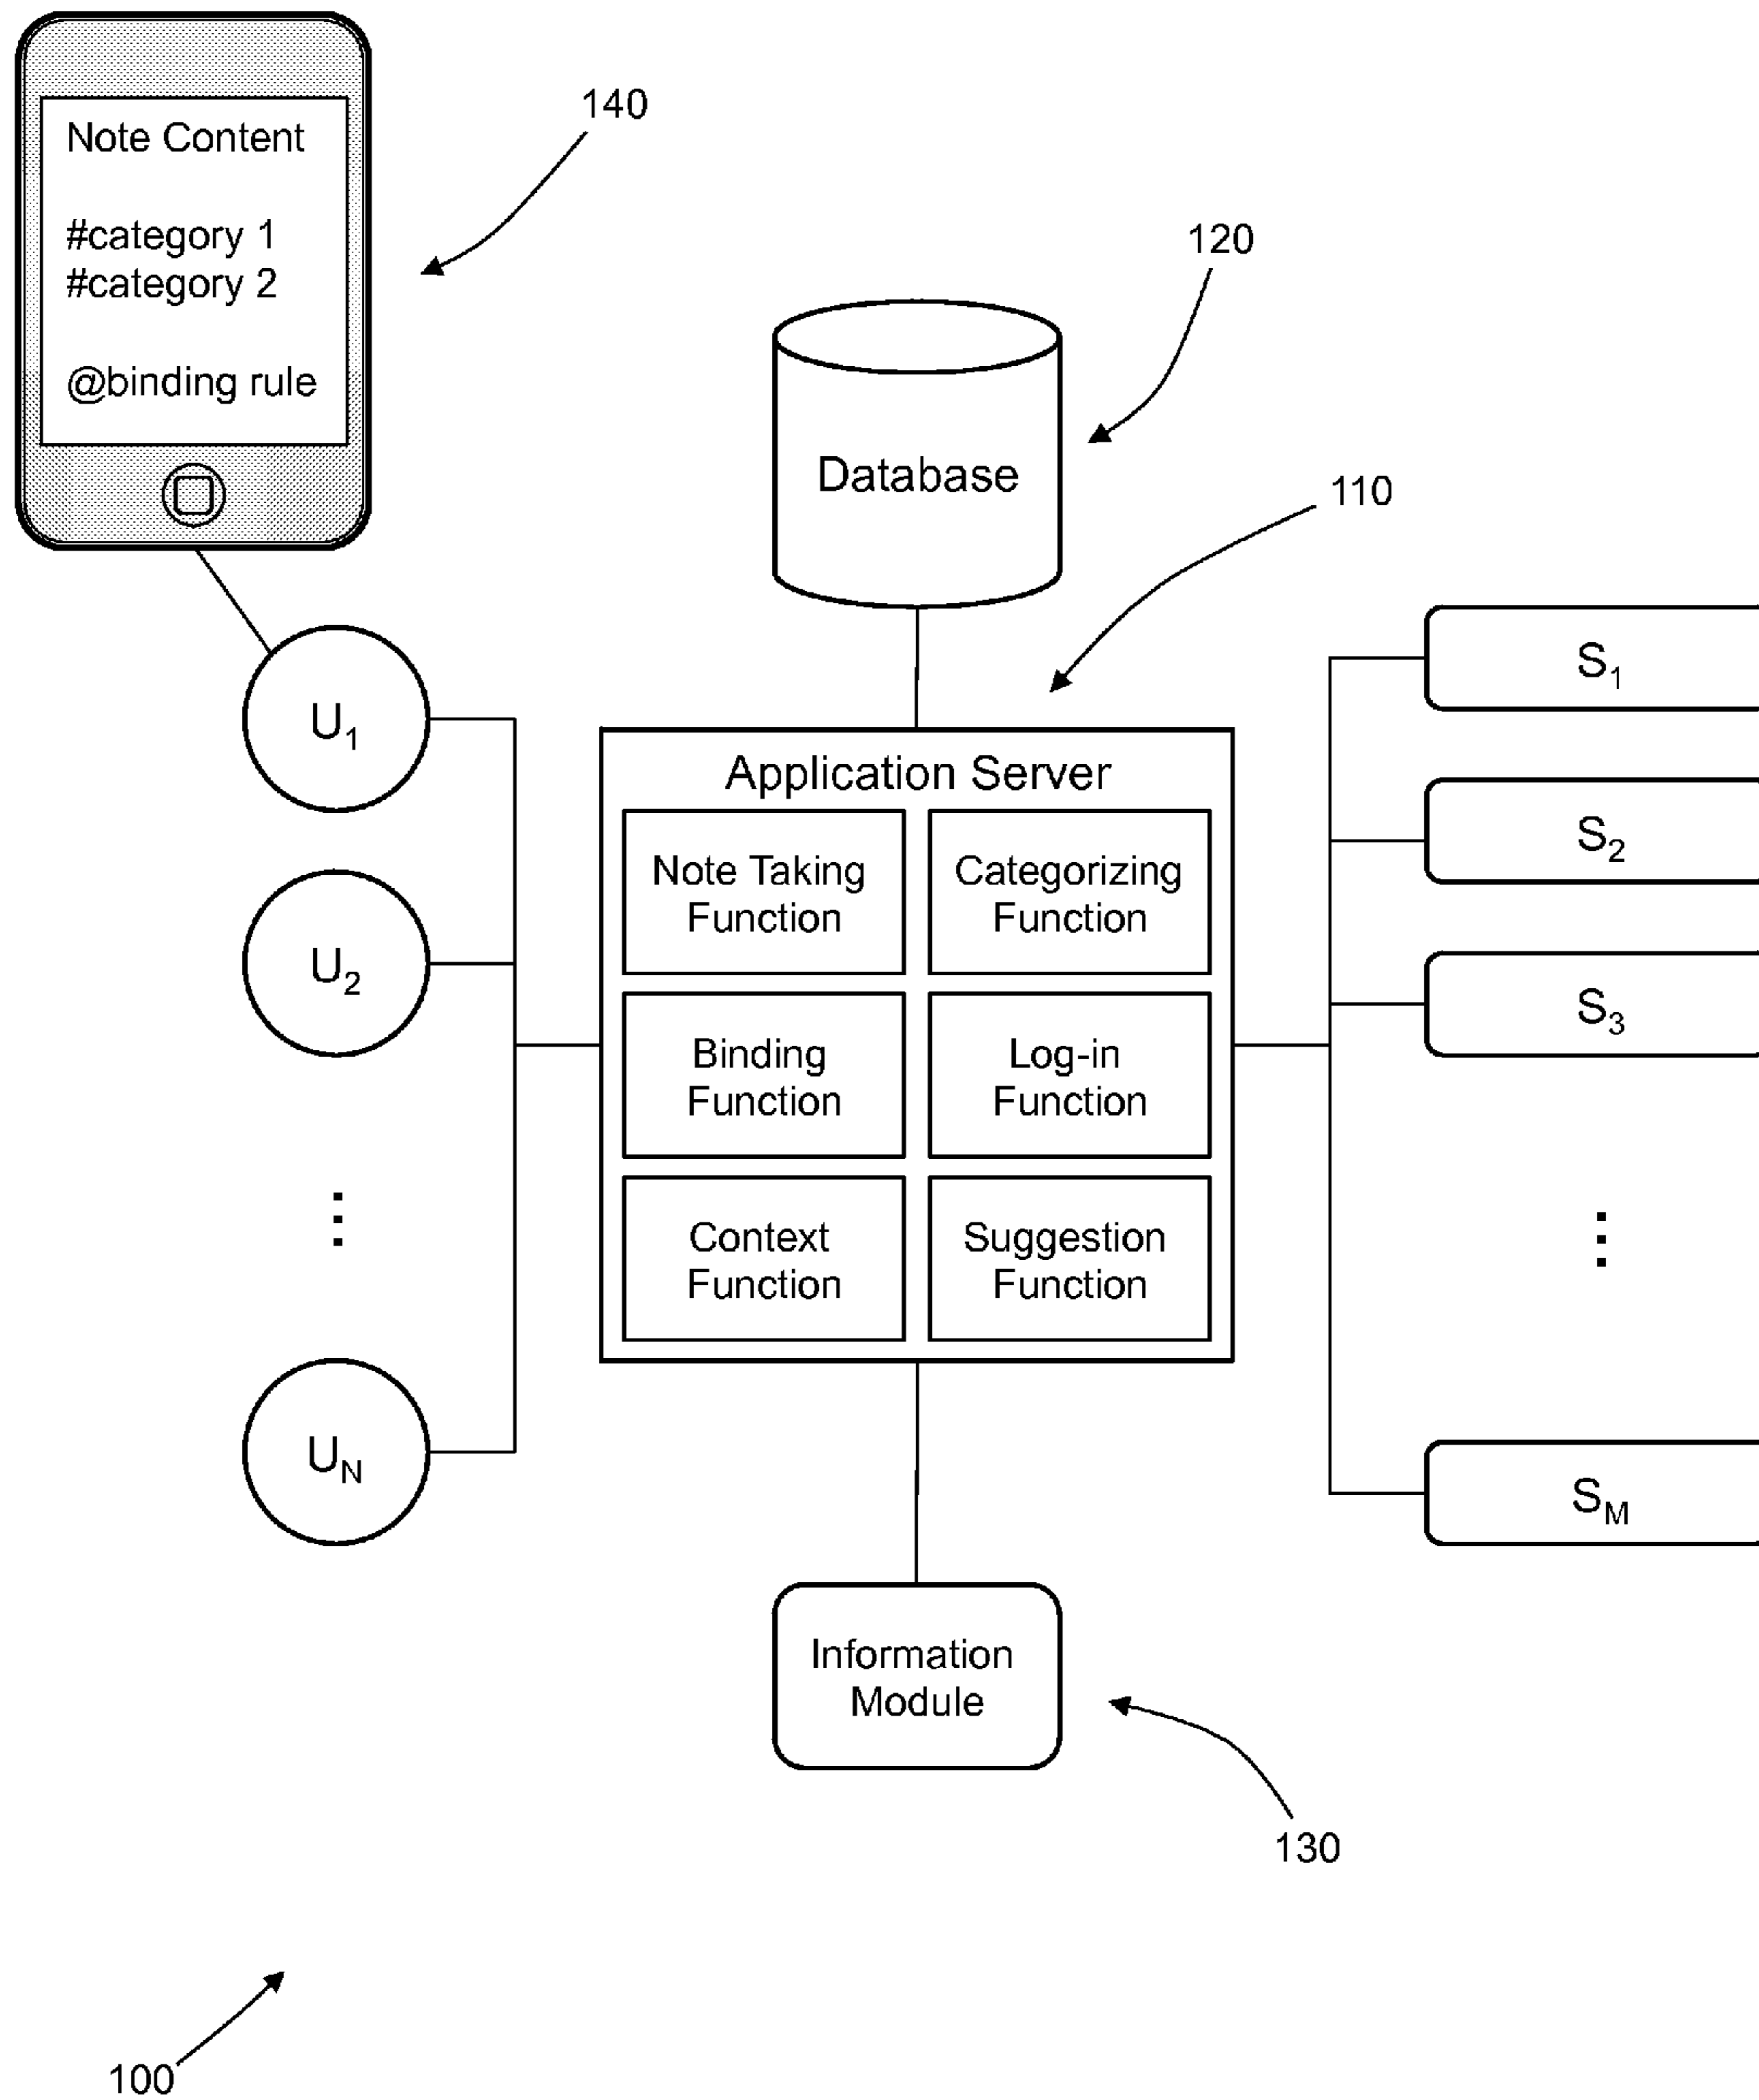 Note Content
#category 1
#category 2
@binding rule
140
120
Database
110
U1
U2
⋮
UN
Application Server
Note Taking
Function
Categorizing
Function
Binding
Function
Log-in
Function
Context
Function
Suggestion
Function
S1
S2
S3
⋮
SM
Information
Module
130
100